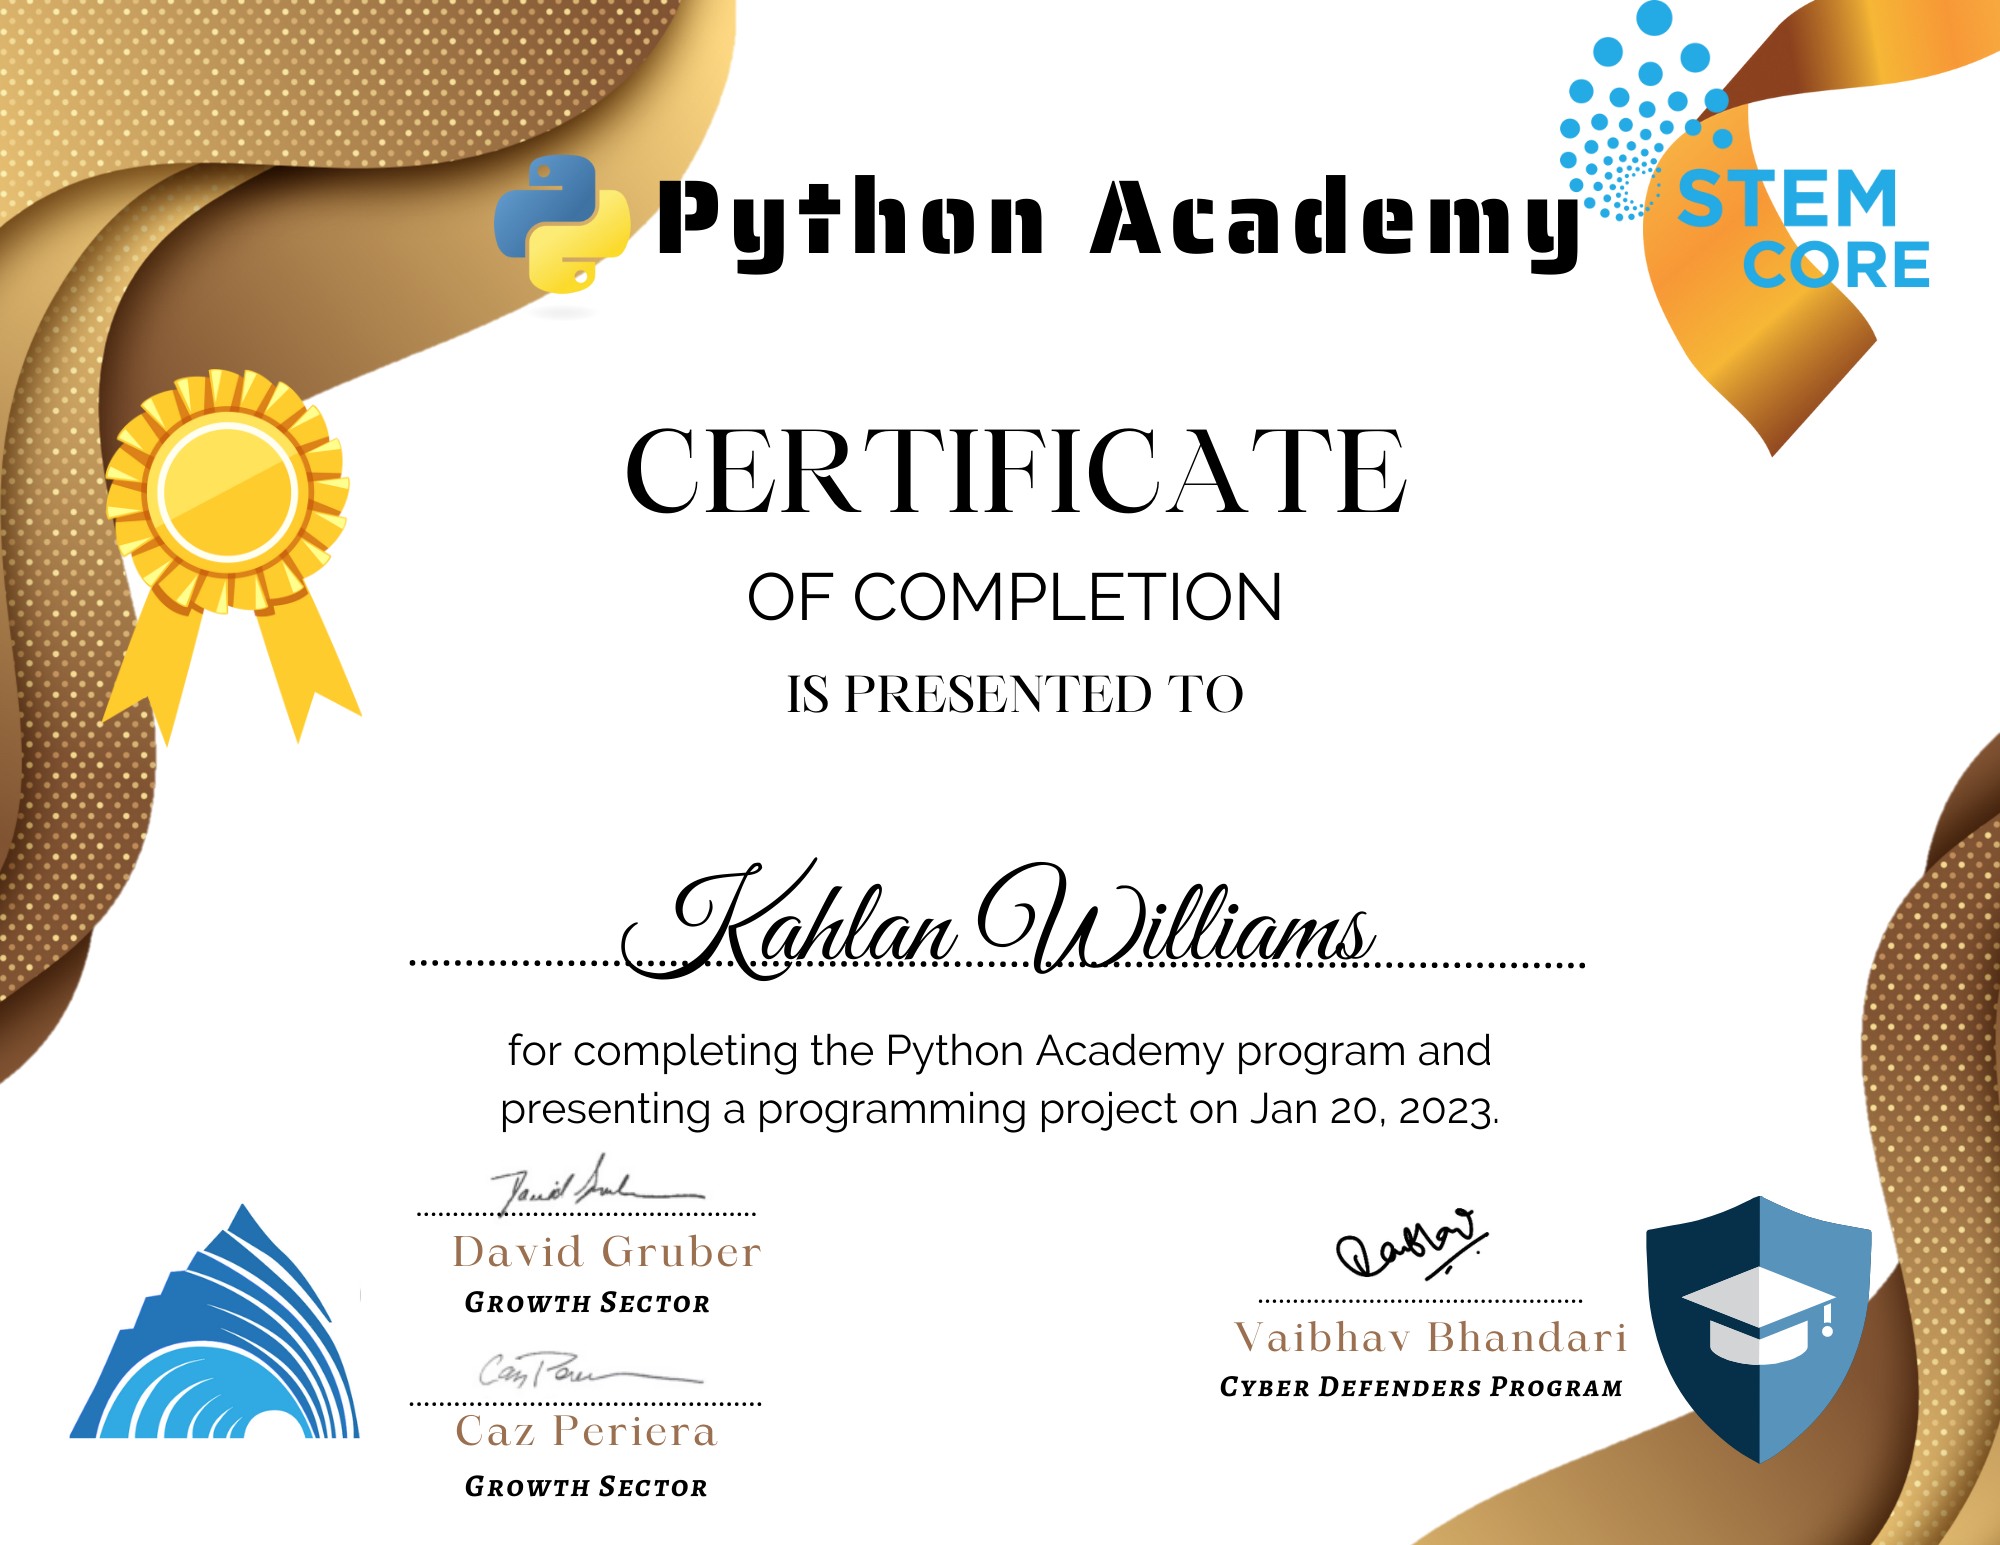 Python Academy
STEM
CORE
CERTIFICATE
OF COMPLETION
IS PRESENTED TO
Kahlan Williams
for completing the Python Academy program and
presenting a programming project on Jan 20, 2023.
David Gruber
Growth Sector
Caz Periera
Growth Sector
Vaibhav
Vaibhav Bhandari
Cyber Defenders Program